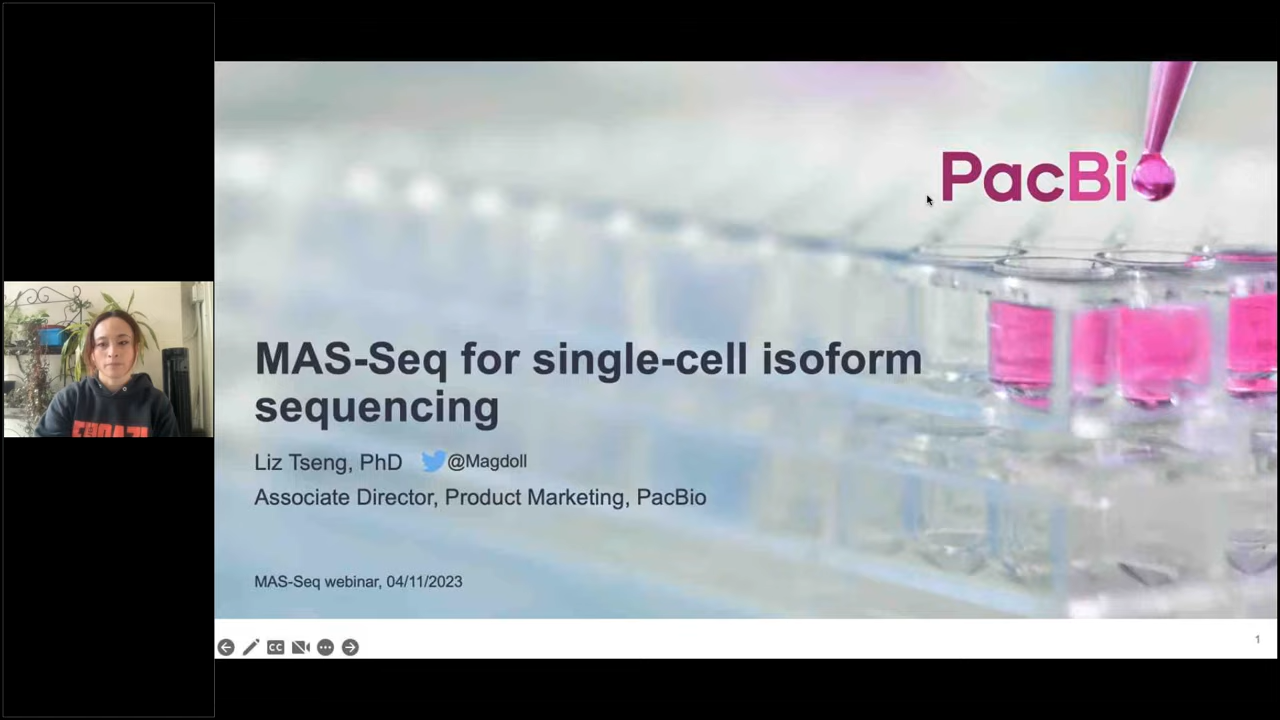 PacBio
MAS-Seq for single-cell isoform
sequencing
Liz Tseng, PhD @Magdoll
Associate Director, Product Marketing, PacBio
MAS-Seq webinar, 04/11/2023
CC
1